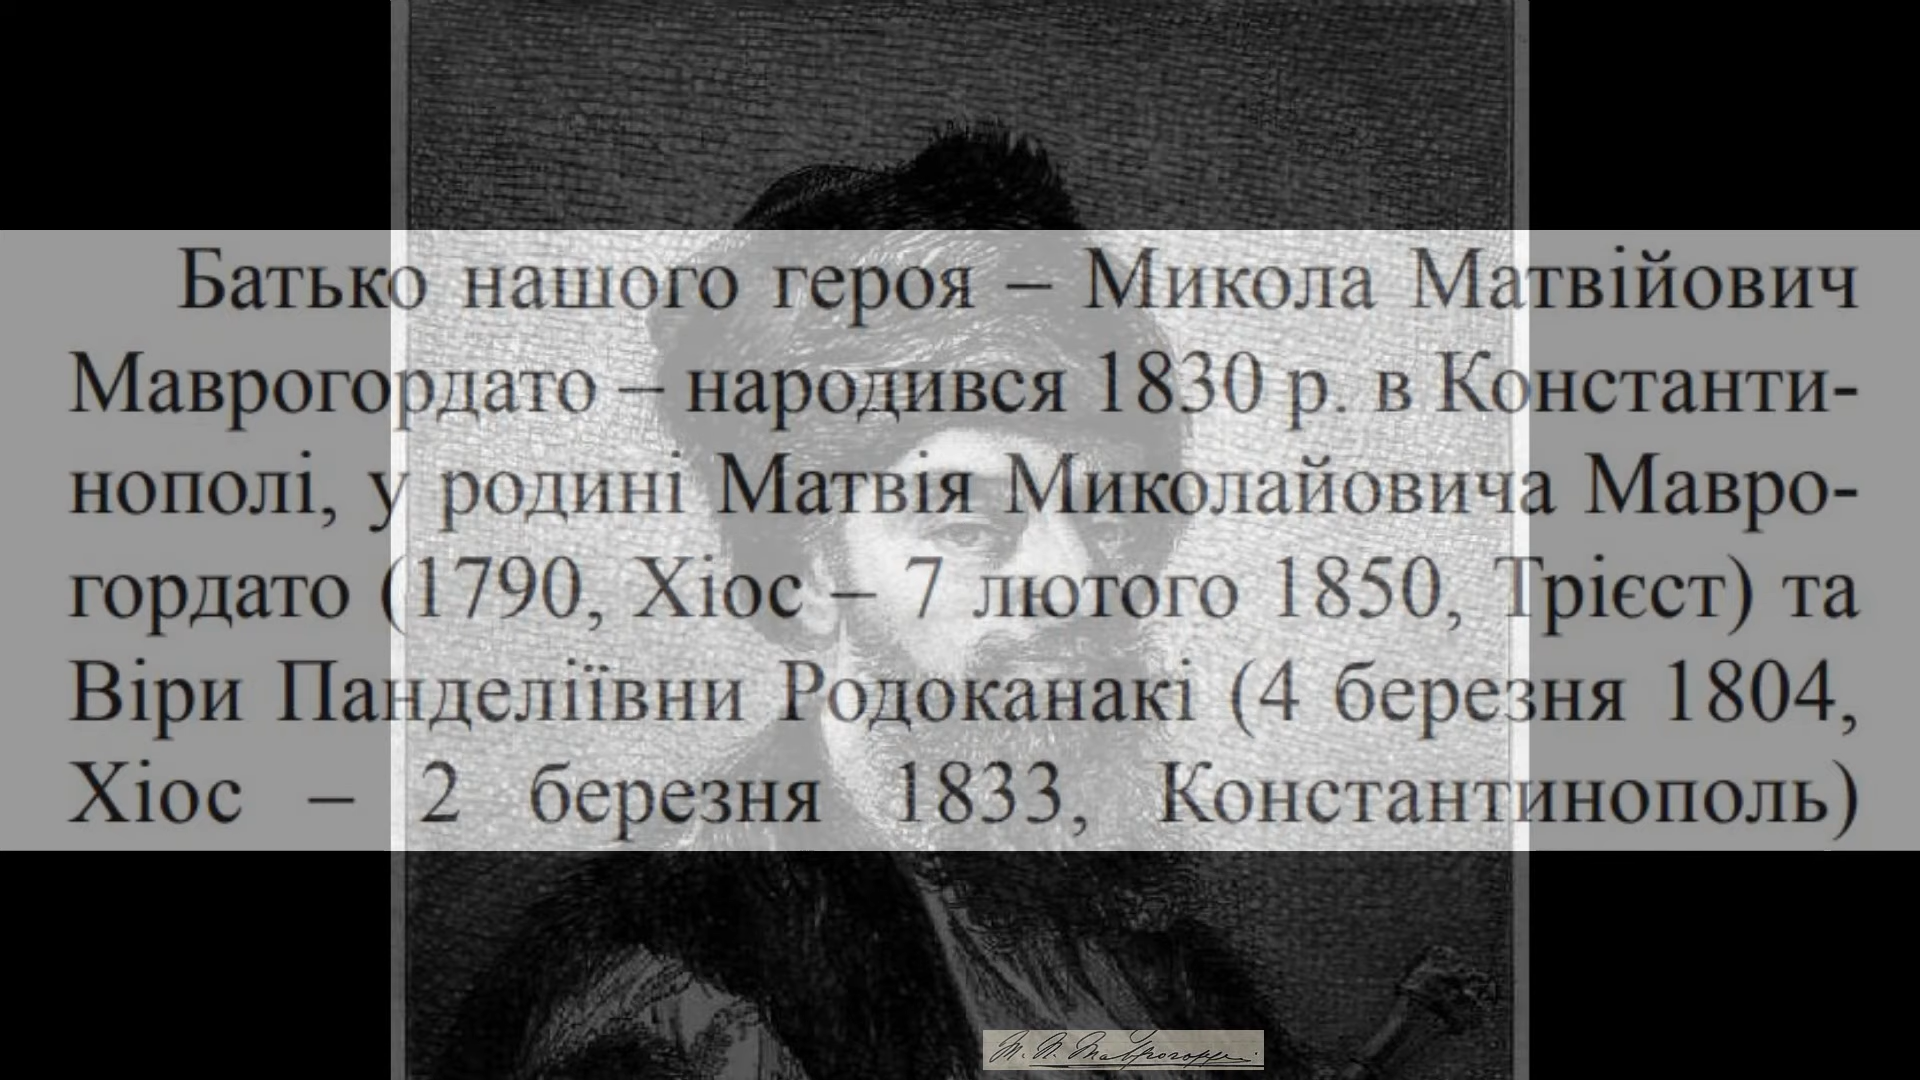 Батько нашого героя – Микола Матвійович
Маврогордато – народився 1830 р. в Константи-
нополі, у родині Матвія Миколайовича Мавро-
гордато (1790, Хіос – 7 лютого 1850, Трієст) та
Віри Панделіївни Родоканакі (4 березня 1804,
Хіос – 2 березня 1833, Константинополь)